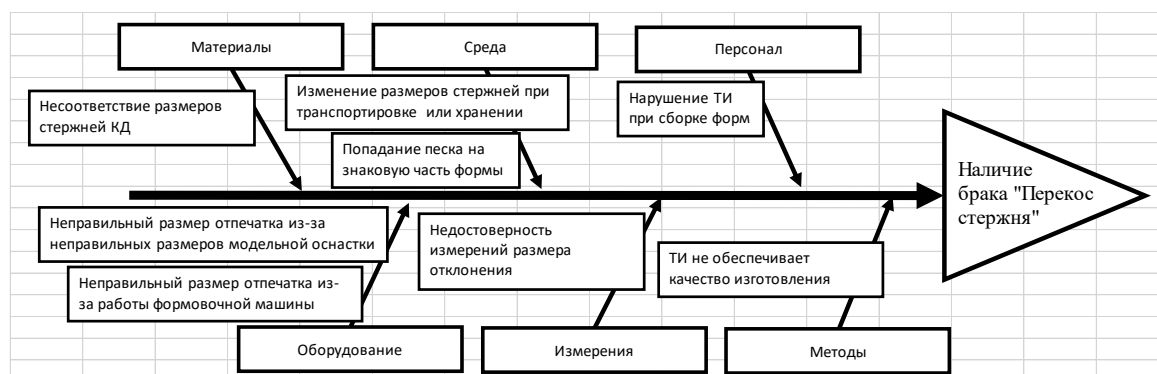 Материалы
Среда
Персонал
Несоответствие размеров
стержней КД
Изменение размеров стержней при
транспортировке или хранении
Попадание песка на
знаковую часть формы
Нарушение ТИ
при сборке форм
Наличие
брака "Перекос
стержня"
Неправильный размер отпечатка из-за
неправильных размеров модельной оснастки
Неправильный размер отпечатка из-
за работы формовочной машины
Недостоверность
измерений размера
отклонения
ТИ не обеспечивает
качество изготовления
Оборудование
Измерения
Методы